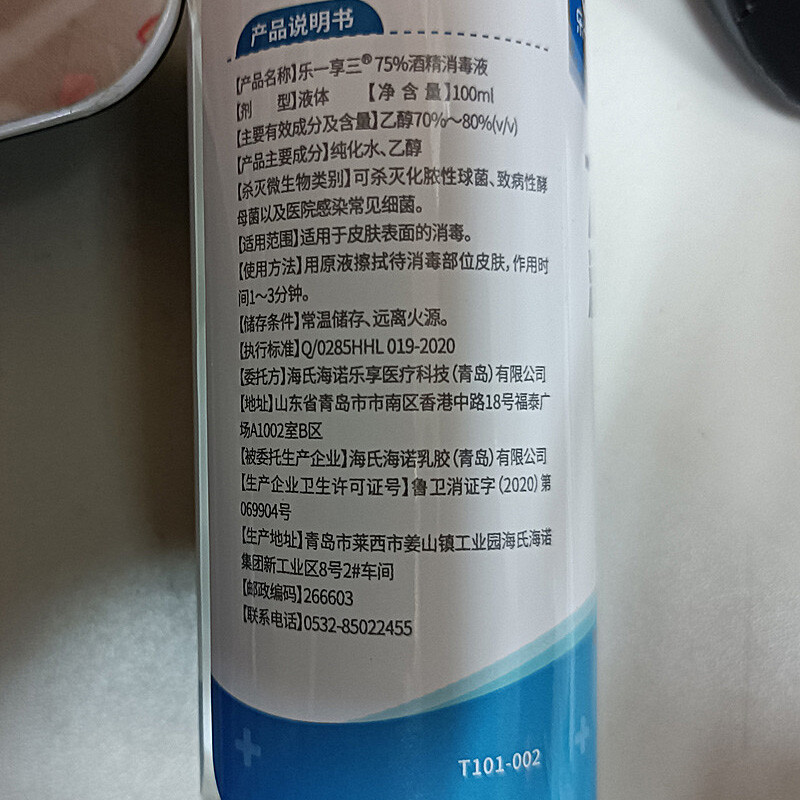 产品说明书
【产品名称】乐一享三®75%酒精消毒液
【剂 型】液体 【净含量】100ml
【主要有效成分及含量】乙醇70%～80%(v/v)
【产品主要成分】纯化水、乙醇
【杀灭微生物类别】可杀灭化脓性球菌、致病性酵
母菌以及医院感染常见细菌。
【适用范围】适用于皮肤表面的消毒。
【使用方法】用原液擦拭待消毒部位皮肤，作用时
间1～3分钟。
【储存条件】常温储存、远离火源。
【执行标准】Q/0285HHL 019-2020
【委托方】海氏海诺乐享医疗科技（青岛）有限公司
【地址】山东省青岛市市南区香港中路18号福泰广
场A1002室B区
【被委托生产企业】海氏海诺乳胶（青岛）有限公司
【生产企业卫生许可证号】鲁卫消证字（2020）第
069904号
【生产地址】青岛市莱西市姜山镇工业园海氏海诺
集团新工业区8号2#车间
【邮政编码】266603
【联系电话】0532-85022455
T101-002